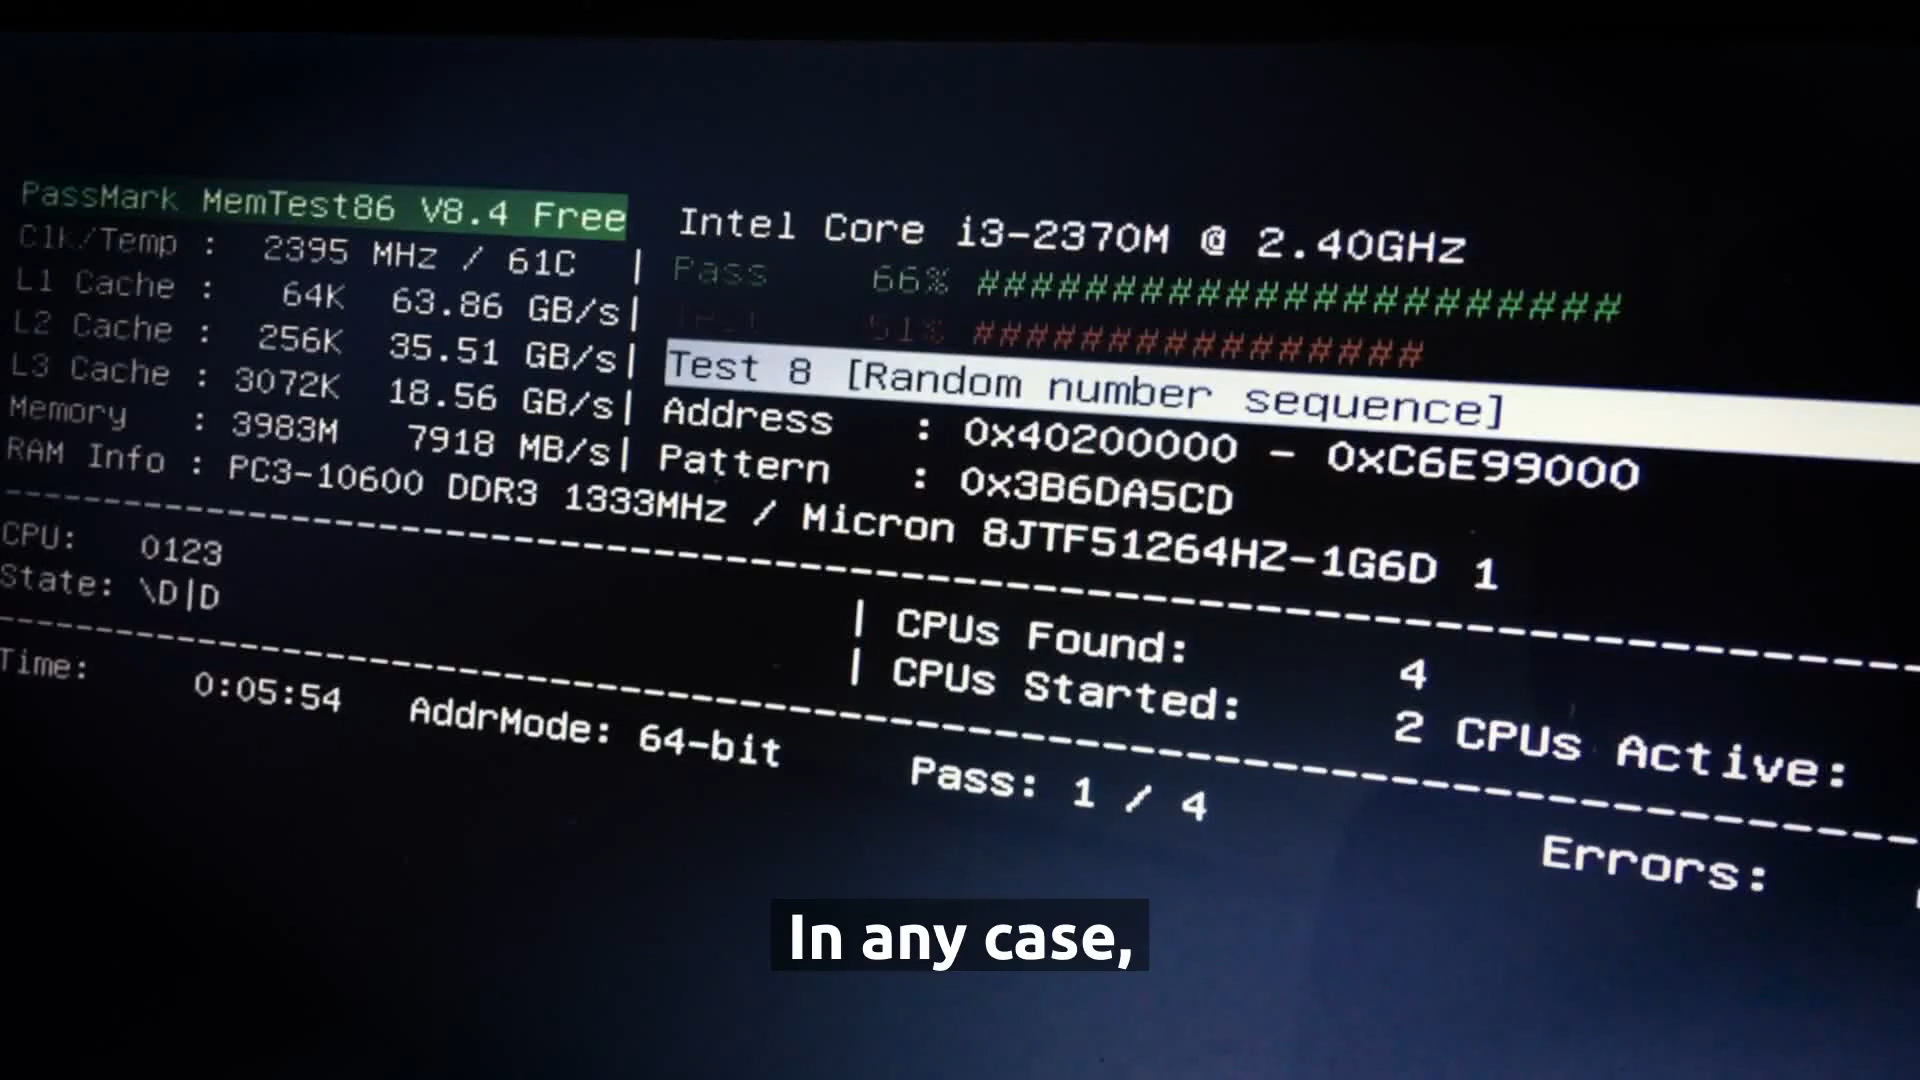 PassMark MemTest86 V8.4 Free Intel Core i3-2370M @ 2.40GHz
Clk/Temp : 2395 MHz / 61C | Pass 66% #######################
L1 Cache : 64K 63.86 GB/s| Test 51% ################
L2 Cache : 256K 35.51 GB/s| Test 8 [Random number sequence]
L3 Cache : 3072K 18.56 GB/s| Address : 0x40200000 - 0xC6E99000
Memory : 3983M 7918 MB/s| Pattern : 0x3B6DA5CD
RAM Info : PC3-10600 DDR3 1333MHz / Micron 8JTF51264HZ-1G6D 1
CPU: 0123 | CPUs Found: 4
State: \D|D | CPUs Started: 2 CPUs Active:
Time: 0:05:54 AddrMode: 64-bit Pass: 1 / 4 Errors:
In any case,